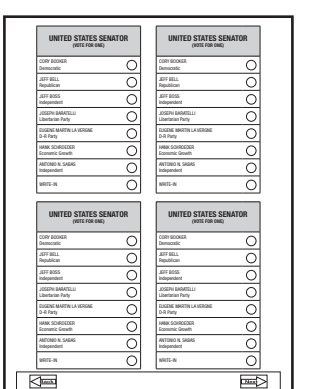 UNITED STATES SENATOR
(VOTE FOR ONE)
CORY BOOKER
Democratic
JEFF BELL
Republican
JEFF BOSS
Independent
JOSEPH BARATELLI
Libertarian Party
EUGENE MARTIN LA VERGNE
D-R Party
HANK SCHROEDER
Economic Growth
ANTONIO N. SABAS
Independent
WRITE-IN
UNITED STATES SENATOR
(VOTE FOR ONE)
CORY BOOKER
Democratic
JEFF BELL
Republican
JEFF BOSS
Independent
JOSEPH BARATELLI
Libertarian Party
EUGENE MARTIN LA VERGNE
D-R Party
HANK SCHROEDER
Economic Growth
ANTONIO N. SABAS
Independent
WRITE-IN
UNITED STATES SENATOR
(VOTE FOR ONE)
CORY BOOKER
Democratic
JEFF BELL
Republican
JEFF BOSS
Independent
JOSEPH BARATELLI
Libertarian Party
EUGENE MARTIN LA VERGNE
D-R Party
HANK SCHROEDER
Economic Growth
ANTONIO N. SABAS
Independent
WRITE-IN
UNITED STATES SENATOR
(VOTE FOR ONE)
CORY BOOKER
Democratic
JEFF BELL
Republican
JEFF BOSS
Independent
JOSEPH BARATELLI
Libertarian Party
EUGENE MARTIN LA VERGNE
D-R Party
HANK SCHROEDER
Economic Growth
ANTONIO N. SABAS
Independent
WRITE-IN
Back
Next